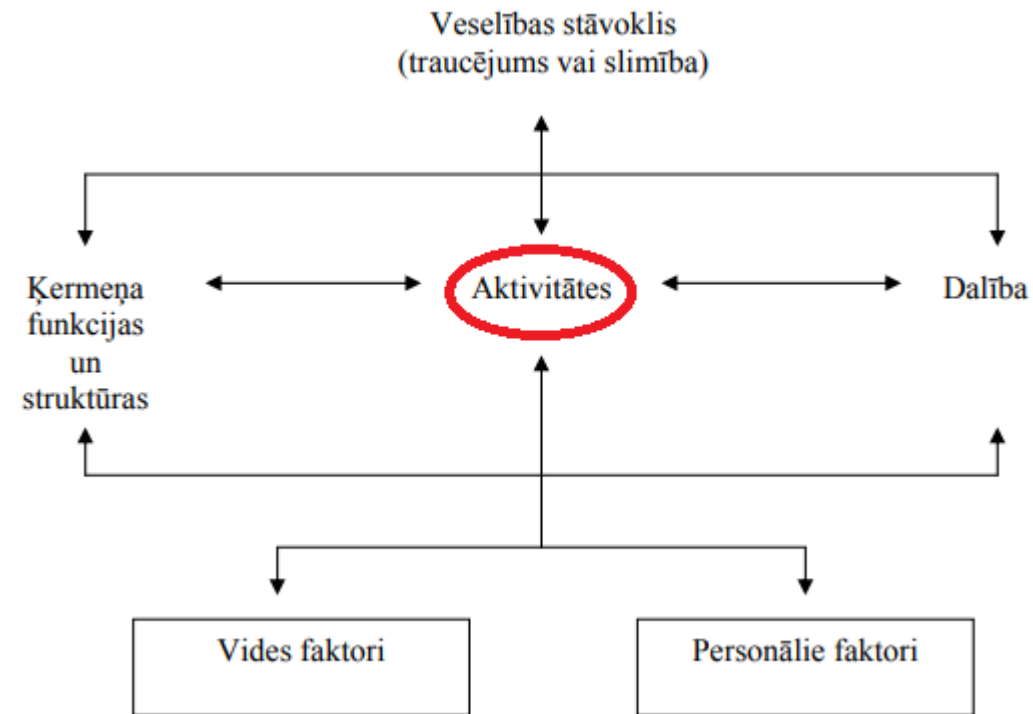 Veselības stāvoklis
(traucējums vai slimība)
Ķermeņa
funkcijas
un
struktūras
Aktivitātes
Dalība
Vides faktori
Personālie faktori